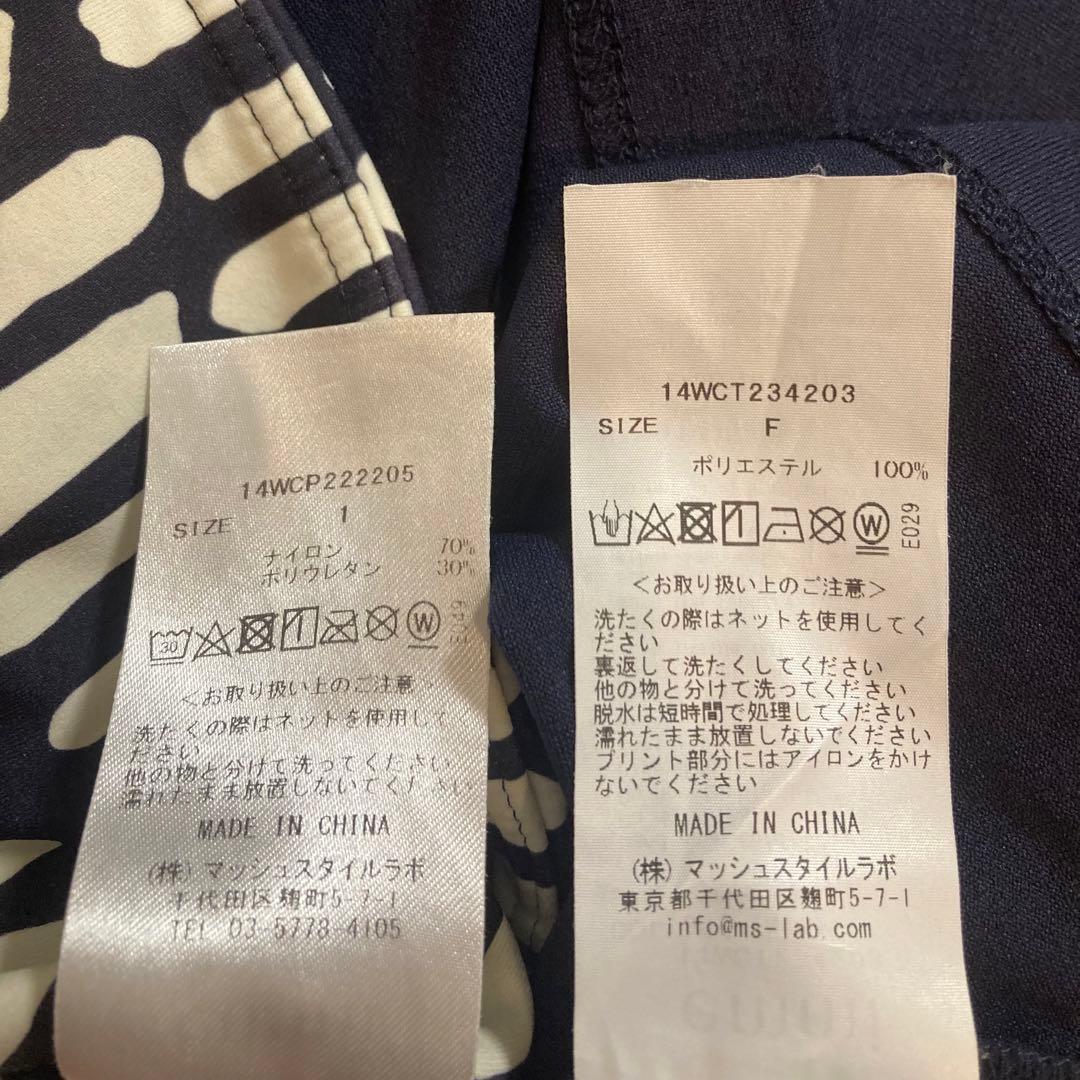 14WCP222205
SIZE 1
ナイロン 70%
ポリウレタン 30%
30 W
<お取り扱い上のご注意
洗たくの際はネットを使用して
ださい
他の物と分けて洗ってください
濡れたまま放置しないでくださ
MADE IN CHINA
(株) マッシュスタイルラボ
千代田区麹町5-7-1
TEL 03-5778-4105
14WCT234203
SIZE F
ポリエステル 100%
W E029
<お取り扱い上のご注意>
洗たくの際はネットを使用してく
ださい
裏返して洗たくしてください
他の物と分けて洗ってください
脱水は短時間で処理してください
濡れたまま放置しないでください
プリント部分にはアイロンをかけ
ないでください
MADE IN CHINA
(株) マッシュスタイルラボ
東京都千代田区麹町5-7-1
info@ms-lab.com